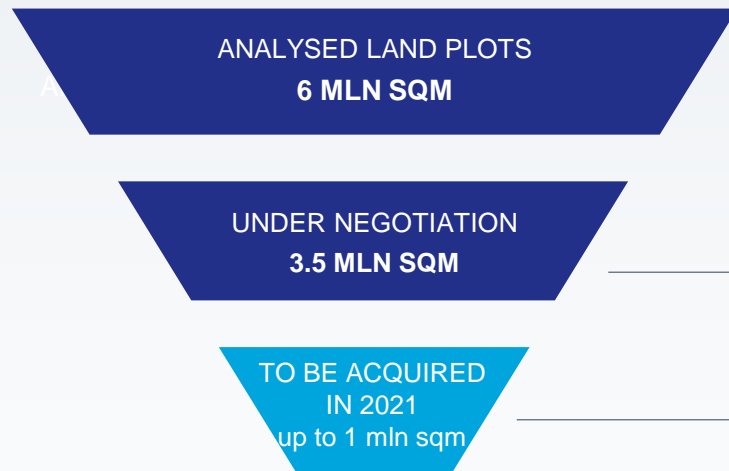 ANALYSED LAND PLOTS
6 MLN SQM
UNDER NEGOTIATION
3.5 MLN SQM
TO BE ACQUIRED
IN 2021
up to 1 mln sqm